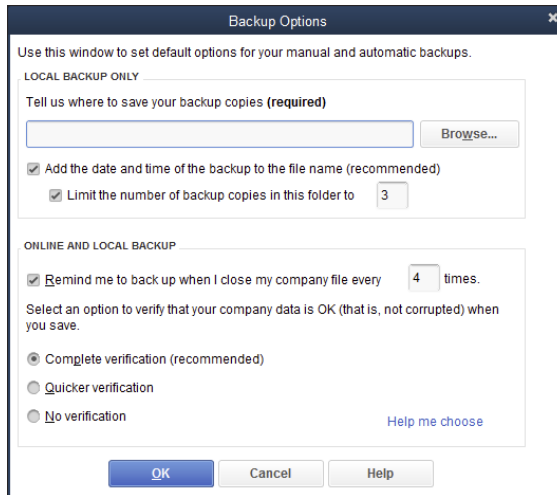 Backup Options
Use this window to set default options for your manual and automatic backups.
LOCAL BACKUP ONLY
Tell us where to save your backup copies (required)
Browse...
Add the date and time of the backup to the file name (recommended)
Limit the number of backup copies in this folder to 3
ONLINE AND LOCAL BACKUP
Remind me to back up when I close my company file every 4 times.
Select an option to verify that your company data is OK (that is, not corrupted) when
you save.
Complete verification (recommended)
Quicker verification
No verification
Help me choose
OK Cancel Help